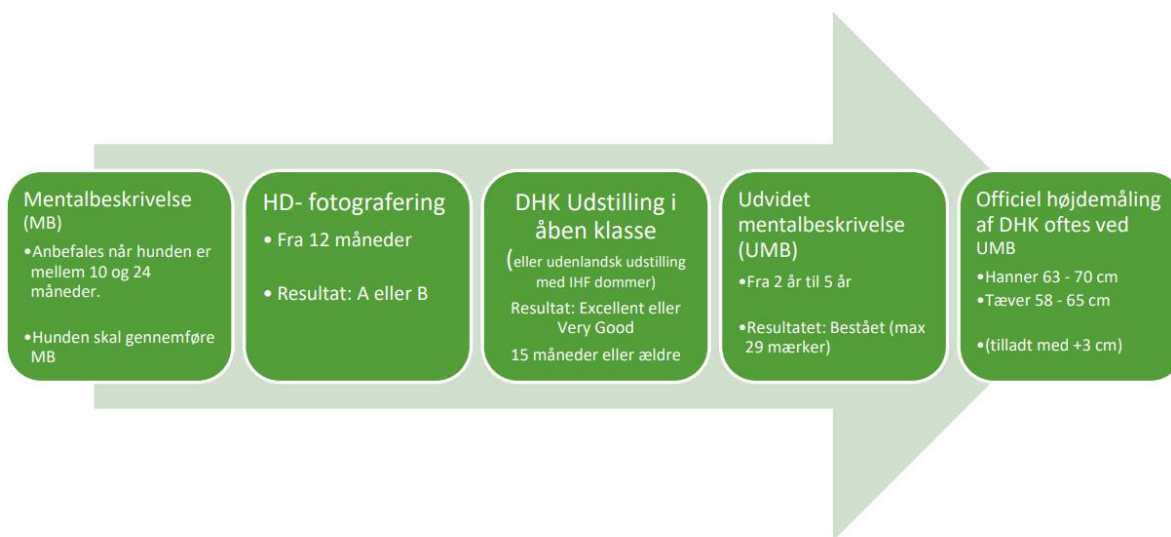 Mentalbeskrivelse
(MB)
•Anbefales når hunden er
mellem 10 og 24
måneder.
•Hunden skal gennemføre
MB
HD- fotografering
• Fra 12 måneder
• Resultat: A eller B
DHK Udstilling i
åben klasse
(eller udenlandsk udstilling
med IHF dommer)
Resultat: Excellent eller
Very Good
15 måneder eller ældre
Udvidet
mentalbeskrivelse
(UMB)
•Fra 2 år til 5 år
•Resultatet: Bestået (max
29 mærker)
Officiel højdemåling
af DHK oftes ved
UMB
•Hanner 63 - 70 cm
•Tæver 58 - 65 cm
•(tilladt med +3 cm)